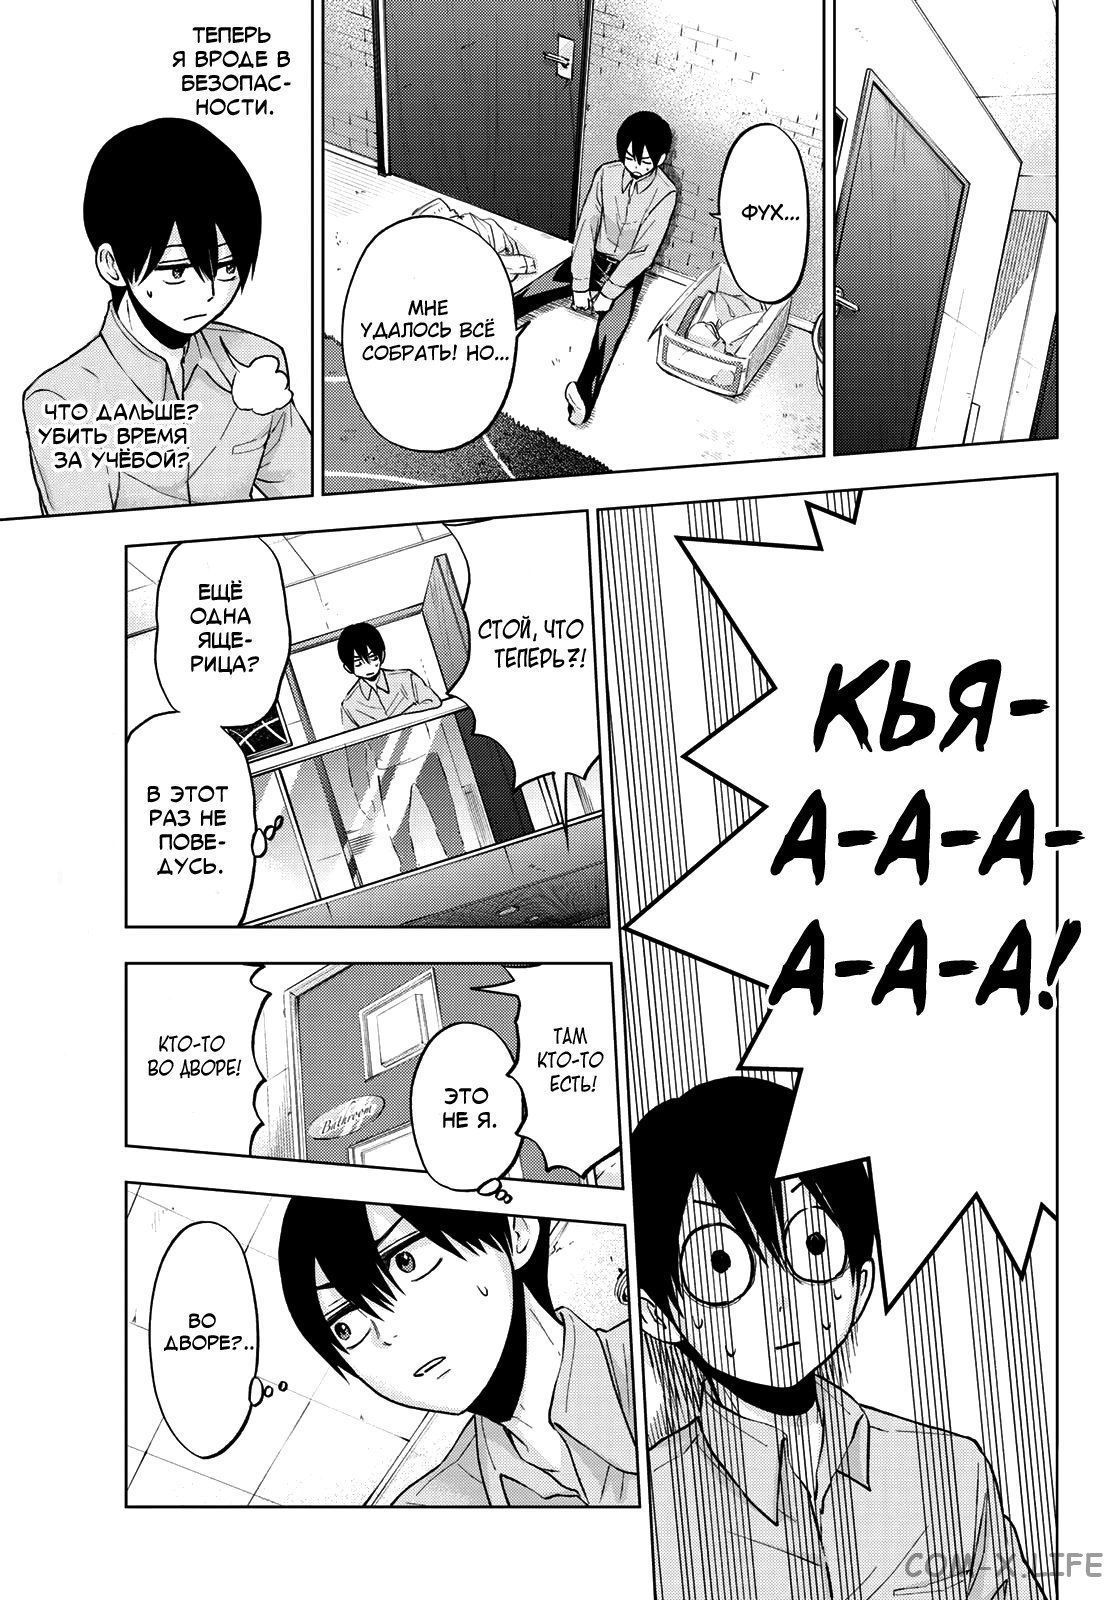 ФУХ...
МНЕ
УДАЛОСЬ ВСЁ
СОБРАТЬ! НО...
ТЕПЕРЬ
Я ВРОДЕ В
БЕЗОПАС-
НОСТИ.
ЧТО ДАЛЬШЕ?
УБИТЬ ВРЕМЯ
ЗА УЧЁБОЙ?
КЬЯ-
А-А-А-
А-А-А!
СТОЙ, ЧТО
ТЕПЕРЬ?!
ЕЩЁ
ОДНА
ЯЩЕ-
РИЦА?
В ЭТОТ
РАЗ НЕ
ПОВЕ-
ДУСЬ.
ТАМ
КТО-ТО
ЕСТЬ!
ЭТО
НЕ Я.
КТО-ТО
ВО ДВОРЕ!
Bathroom
ВО
ДВОРЕ?..
COM-X.LIFE